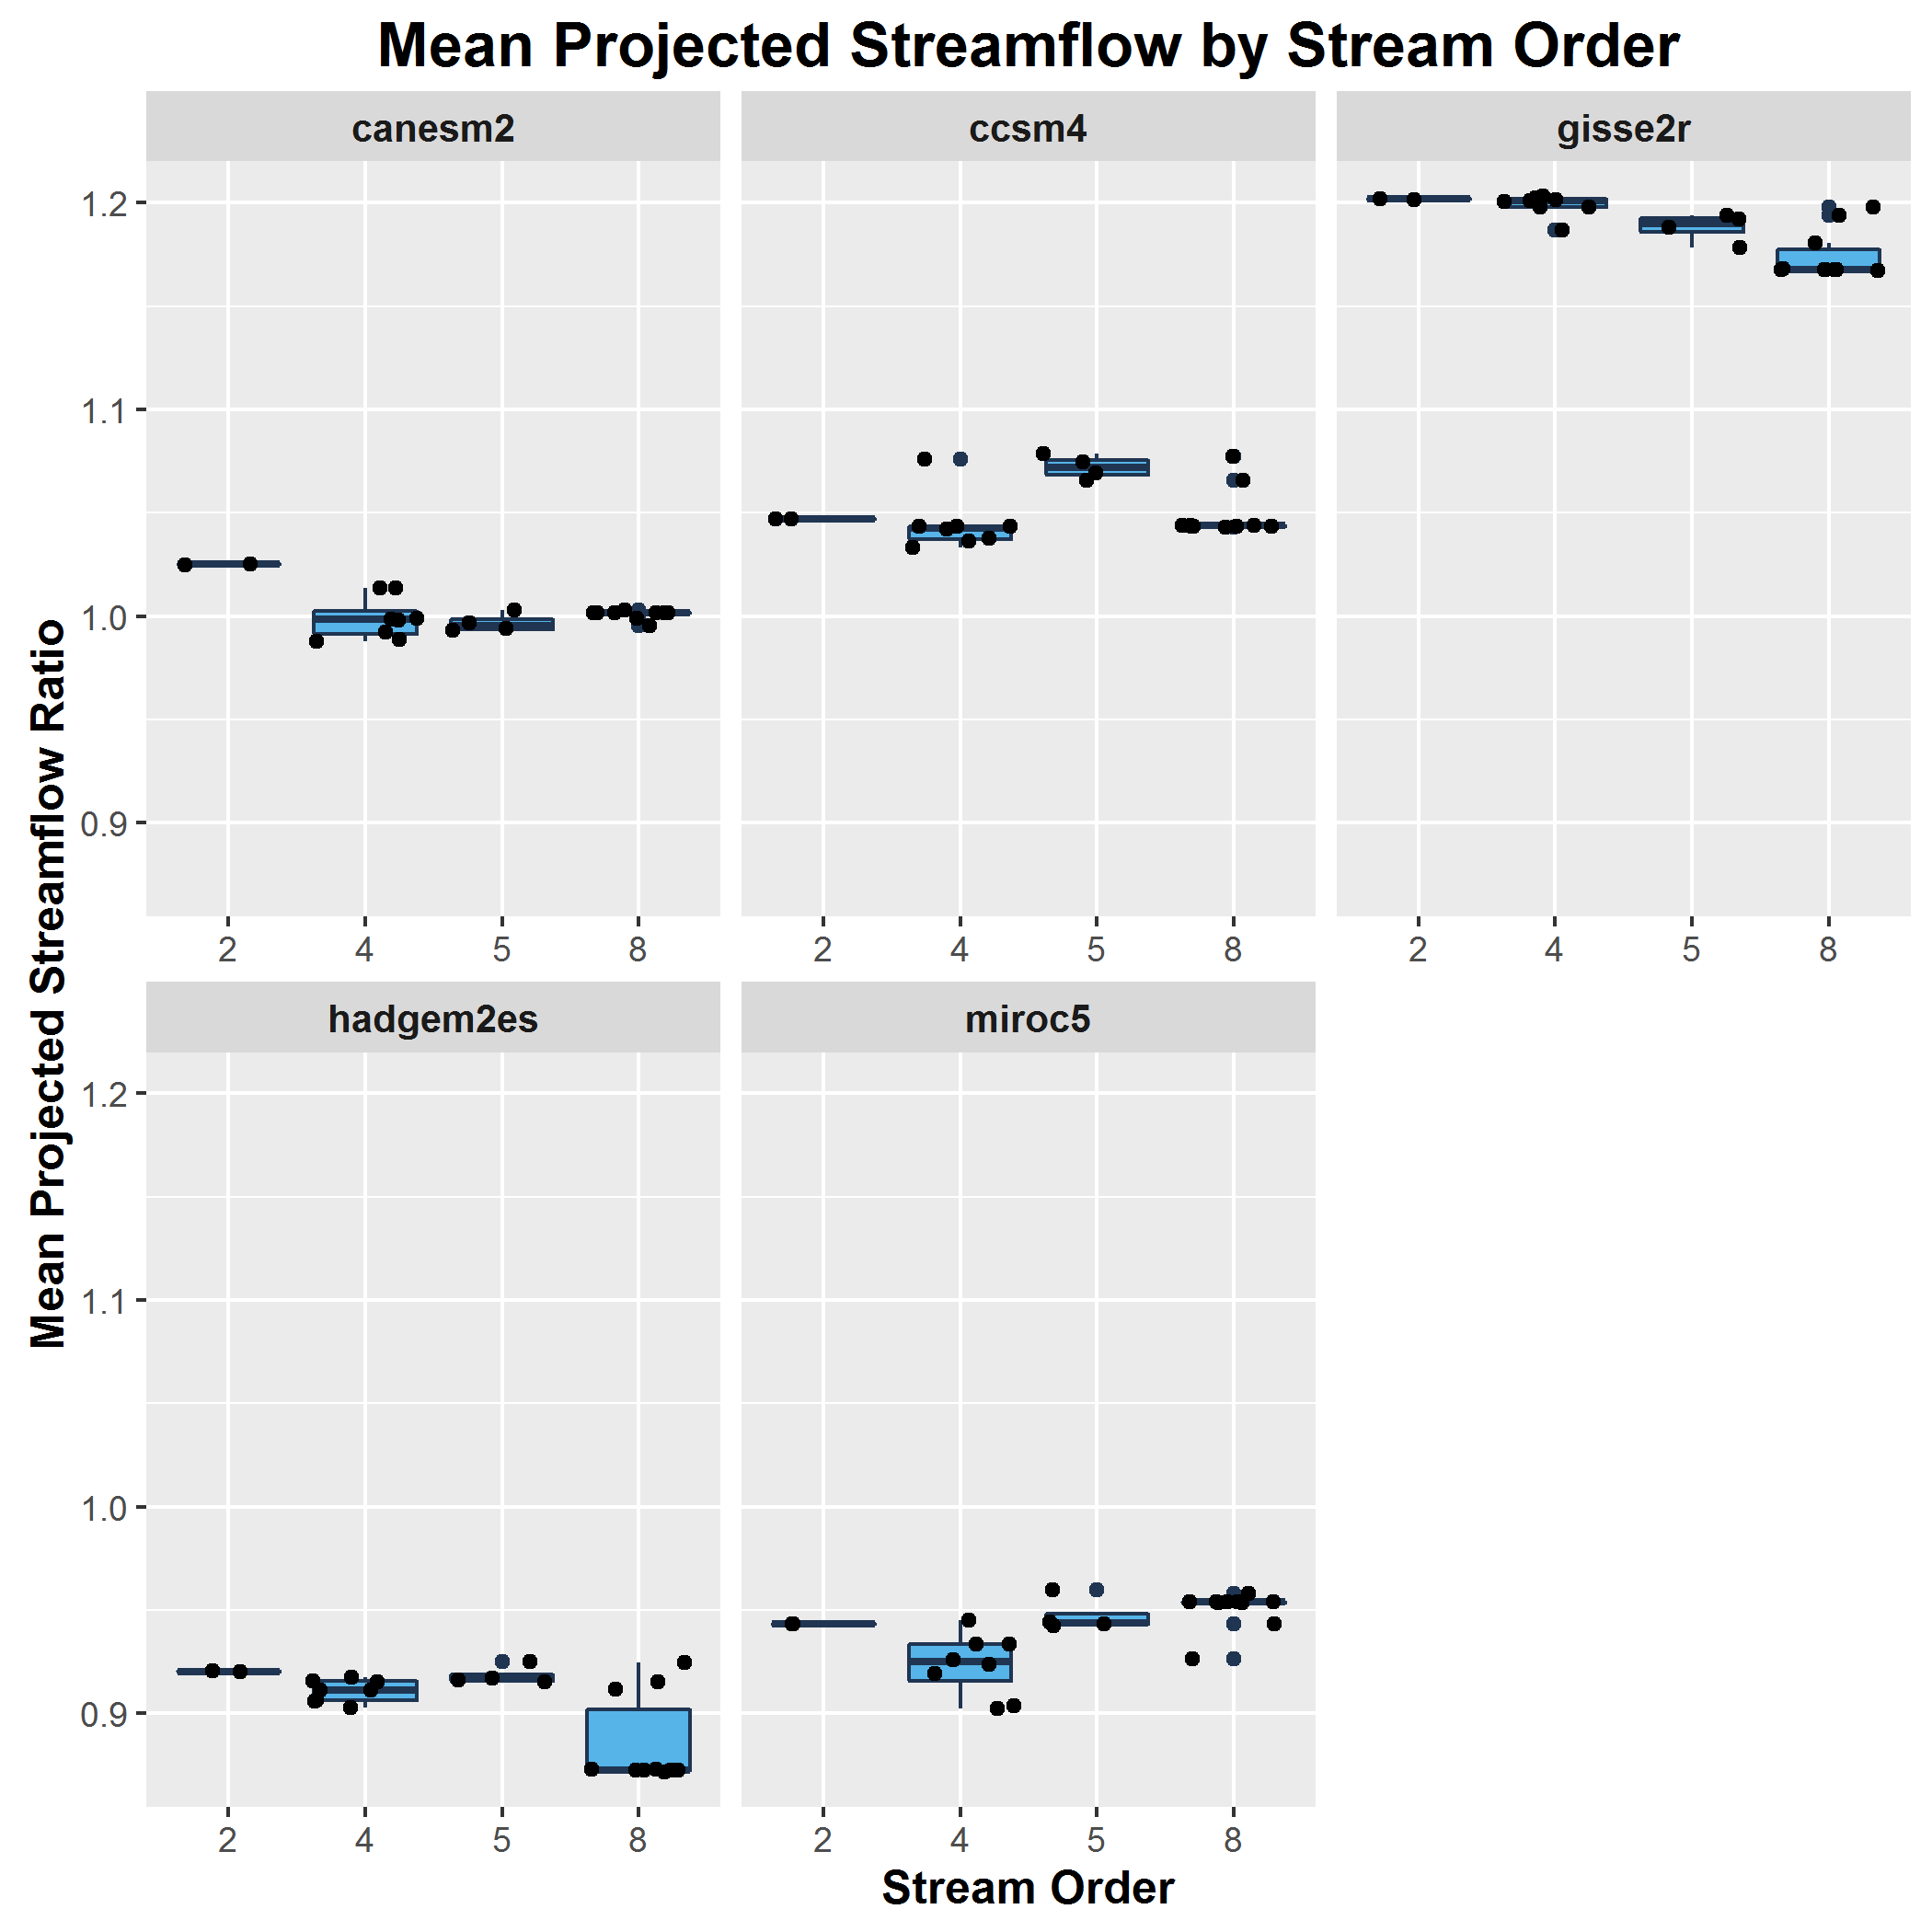 Mean Projected Streamflow by Stream Order
canesm2
ccsm4
gisse2r
1.2
1.1
1.0
0.9
2 4 5 8
2 4 5 8
2 4 5 8
Mean Projected Streamflow Ratio
hadgem2es
miroc5
1.2
1.1
1.0
0.9
2 4 5 8
2 4 5 8
Stream Order